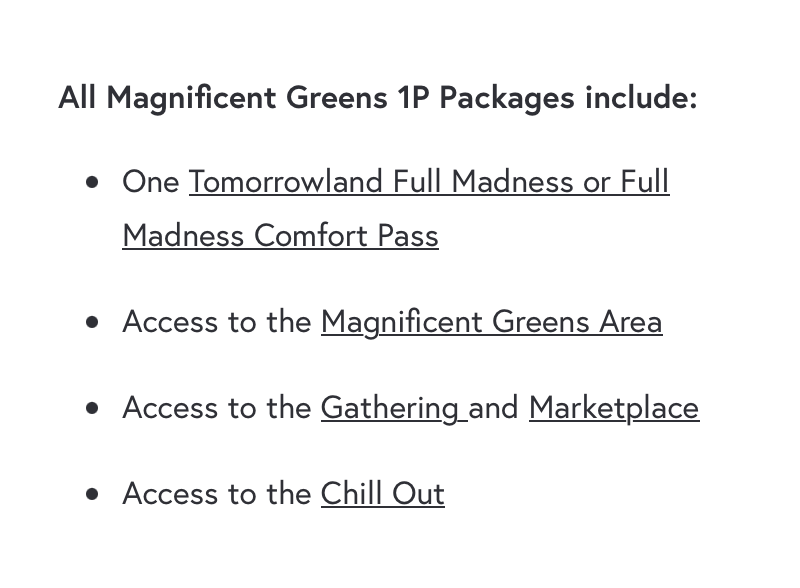 All Magnificent Greens 1P Packages include:
One Tomorrowland Full Madness or Full
Madness Comfort Pass
Access to the Magnificent Greens Area
Access to the Gathering and Marketplace
Access to the Chill Out